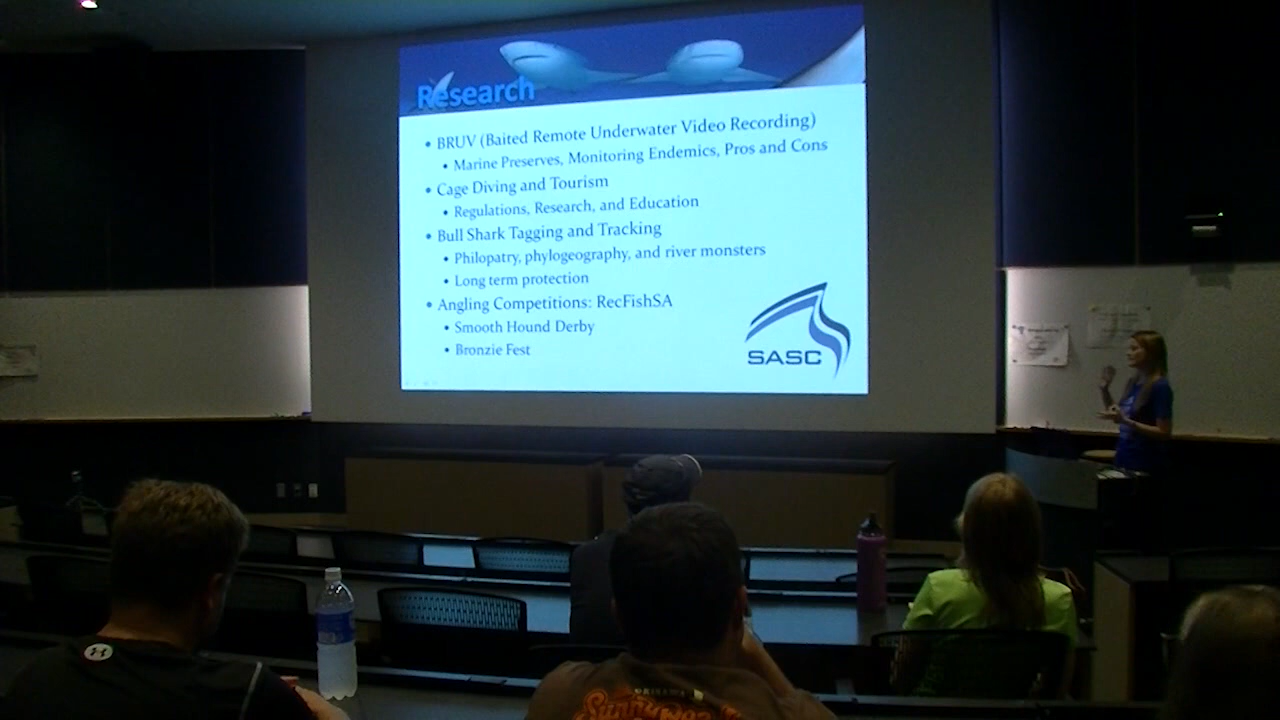 Research
• BRUV (Baited Remote Underwater Video Recording)
• Marine Preserves, Monitoring Endemics, Pros and Cons
• Cage Diving and Tourism
• Regulations, Research, and Education
• Bull Shark Tagging and Tracking
• Philopatry, phylogeography, and river monsters
• Long term protection
• Angling Competitions: RecFishSA
• Smooth Hound Derby
• Bronzie Fest
SASC